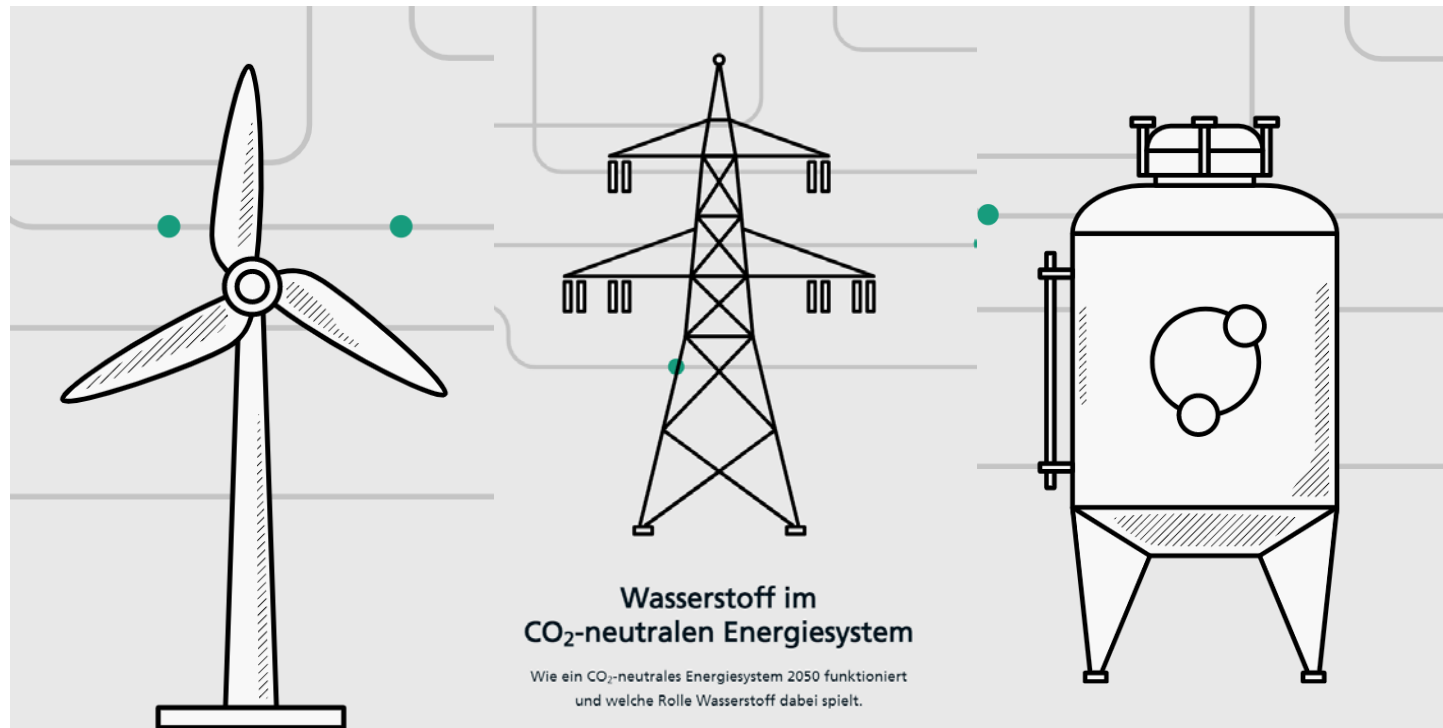 Wasserstoff im
CO₂-neutralen Energiesystem
Wie ein CO₂-neutrales Energiesystem 2050 funktioniert
und welche Rolle Wasserstoff dabei spielt.